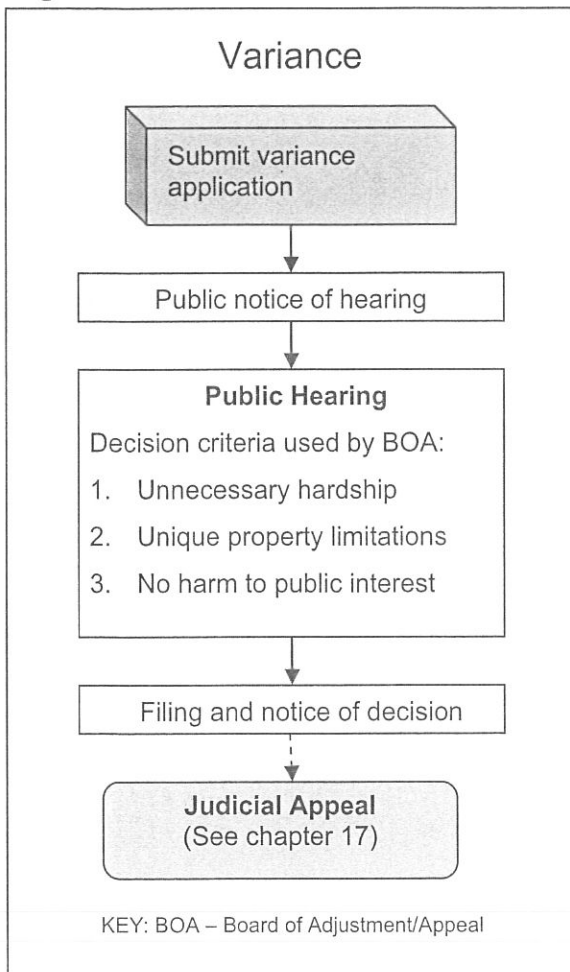 Variance
Submit variance
application
Public notice of hearing
Public Hearing
Decision criteria used by BOA:
1. Unnecessary hardship
2. Unique property limitations
3. No harm to public interest
Filing and notice of decision
Judicial Appeal
(See chapter 17)
KEY: BOA – Board of Adjustment/Appeal